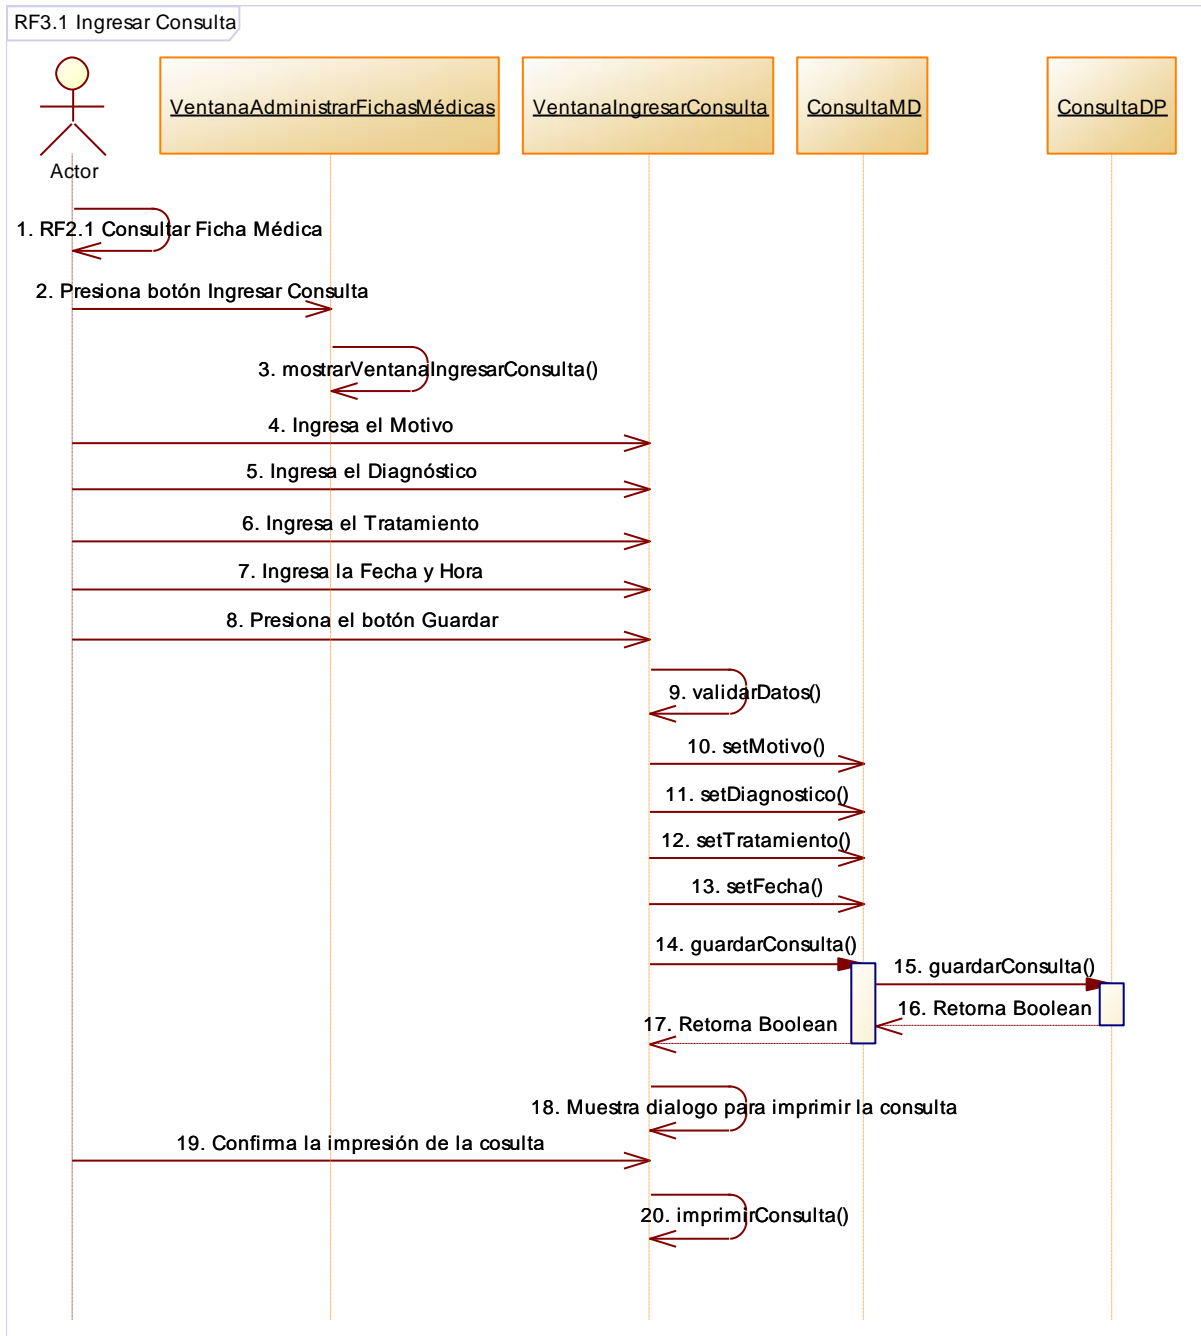 RF3.1 Ingresar Consulta
VentanaAdministrarFichasMédicas
VentanaIngresarConsulta
ConsultaMD
ConsultaDP
Actor
1. RF2.1 Consultar Ficha Médica
2. Presiona botón Ingresar Consulta
3. mostrarVentanaIngresarConsulta()
4. Ingresa el Motivo
5. Ingresa el Diagnóstico
6. Ingresa el Tratamiento
7. Ingresa la Fecha y Hora
8. Presiona el botón Guardar
9. validarDatos()
10. setMotivo()
11. setDiagnostico()
12. setTratamiento()
13. setFecha()
14. guardarConsulta()
15. guardarConsulta()
16. Retorna Boolean
17. Retorna Boolean
18. Muestra dialogo para imprimir la consulta
19. Confirma la impresión de la cosulta
20. imprimirConsulta()